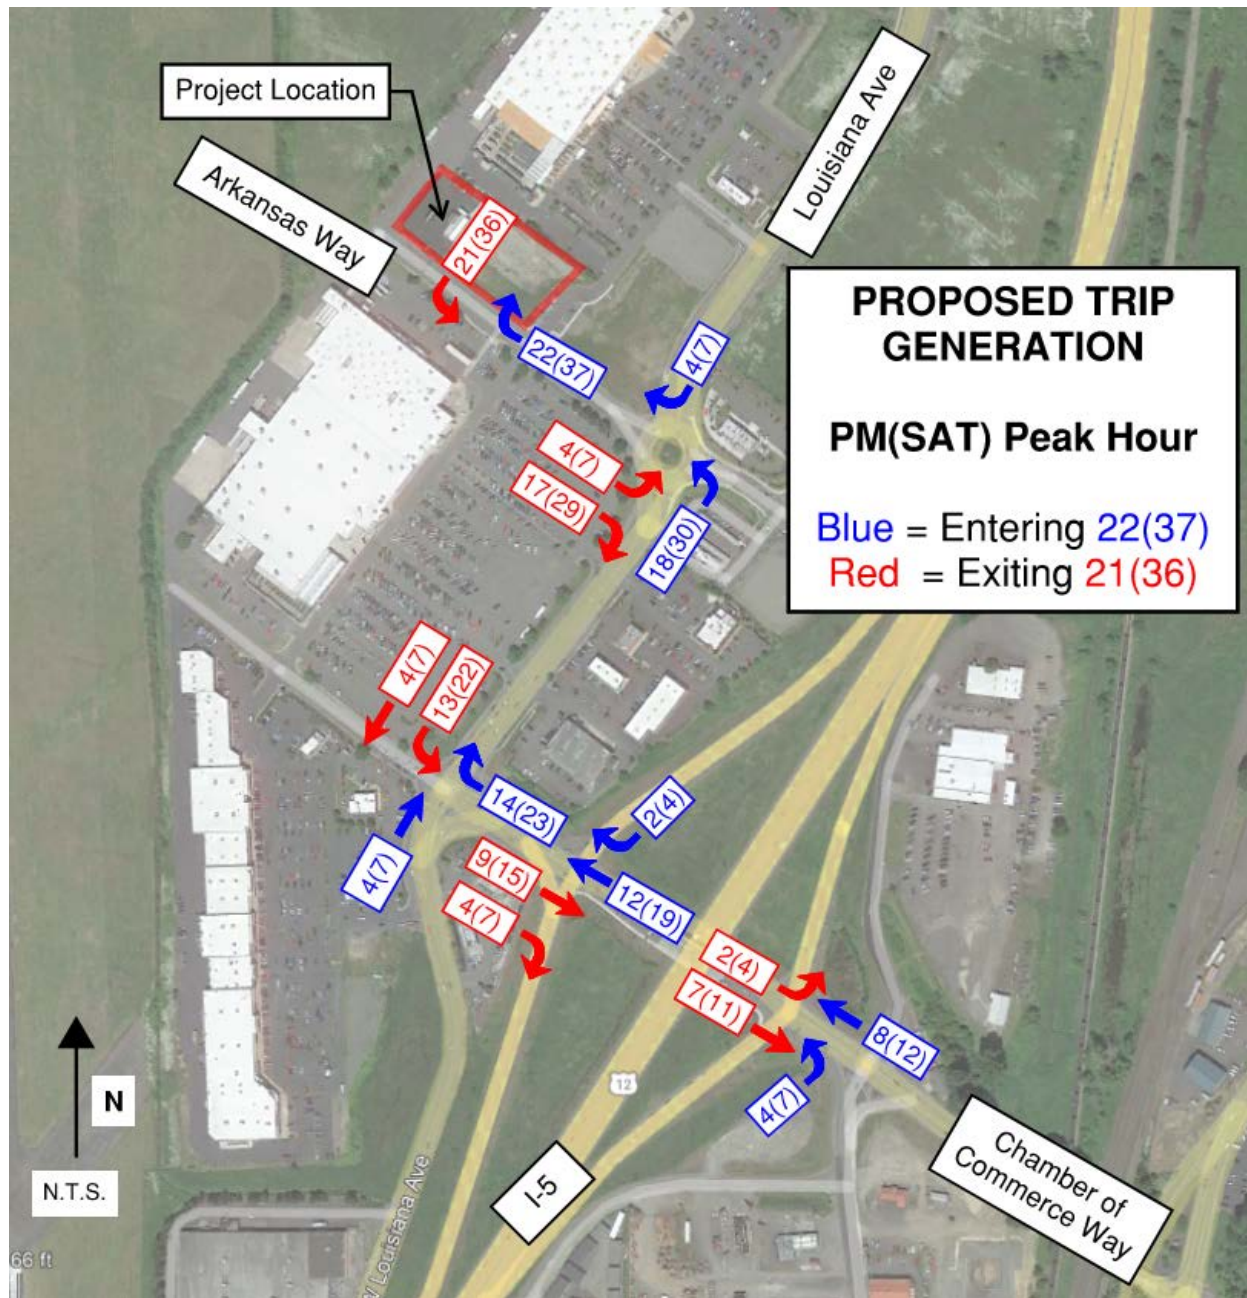 Project Location
Arkansas Way
Louisiana Ave
21(36)
22(37)
4(7)
PROPOSED TRIP
GENERATION
PM(SAT) Peak Hour
Blue = Entering 22(37)
Red = Exiting 21(36)
4(7)
17(29)
18(30)
4(7)
13(22)
14(23)
2(4)
4(7)
9(15)
4(7)
12(19)
2(4)
7(11)
8(12)
4(7)
12
N
N.T.S.
I-5
Chamber of
Commerce Way
Louisiana Ave
66 ft